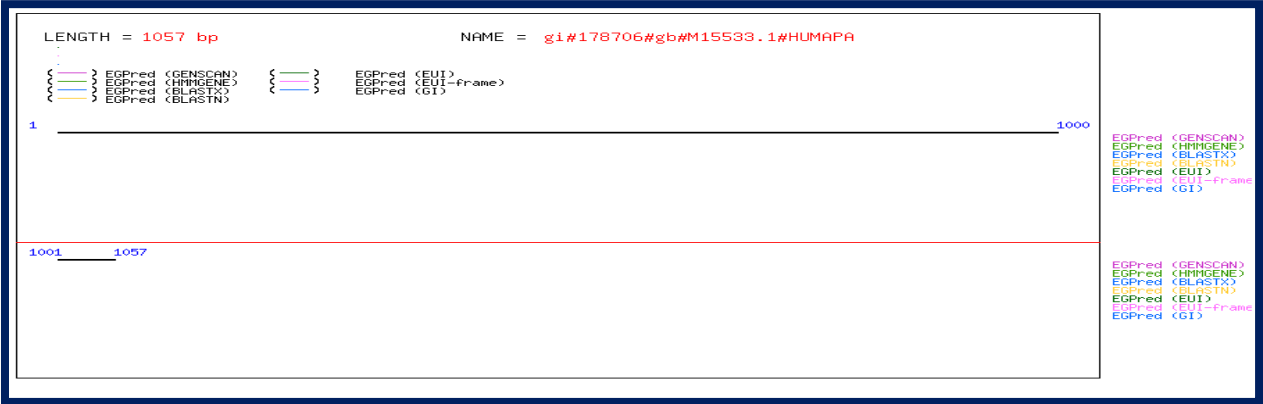 LENGTH = 1057 bp NAME = gi#178706#gb#M15533.1#HUMAPA
EGPred (GENSCAN) EGPred (EUI)
EGPred (HMMGENE) EGPred (EUI-frame)
EGPred (BLASTX) EGPred (GI)
EGPred (BLASTN)
1 1000
EGPred (GENSCAN)
EGPred (HMMGENE)
EGPred (BLASTX)
EGPred (BLASTN)
EGPred (EUI)
EGPred (EUI-frame
EGPred (GI)
1001 1057
EGPred (GENSCAN)
EGPred (HMMGENE)
EGPred (BLASTX)
EGPred (BLASTN)
EGPred (EUI)
EGPred (EUI-frame
EGPred (GI)